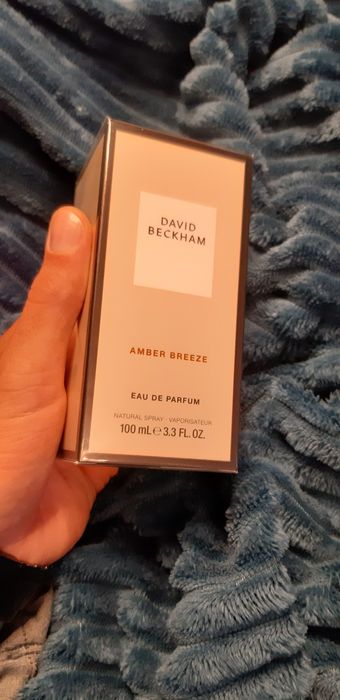 DAVID
BECKHAM
AMBER BREEZE
EAU DE PARFUM
NATURAL SPRAY · VAPORISATEUR
100 mL ℮ 3.3 FL. OZ.